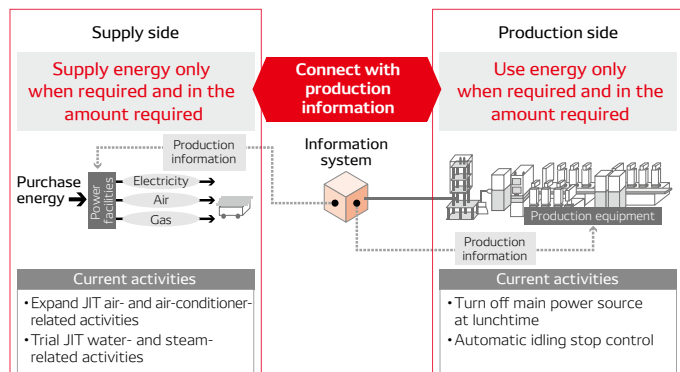 Supply side
Supply energy only
when required and in the
amount required
Connect with
production
information
Production side
Use energy only
when required and in the
amount required
Production
information
Information
system
Purchase
energy
Power
facilities
Electricity
Air
Gas
Production equipment
Production
information
Current activities
•Expand JIT air- and air-conditioner-
related activities
•Trial JIT water- and steam-
related activities
Current activities
•Turn off main power source
at lunchtime
•Automatic idling stop control